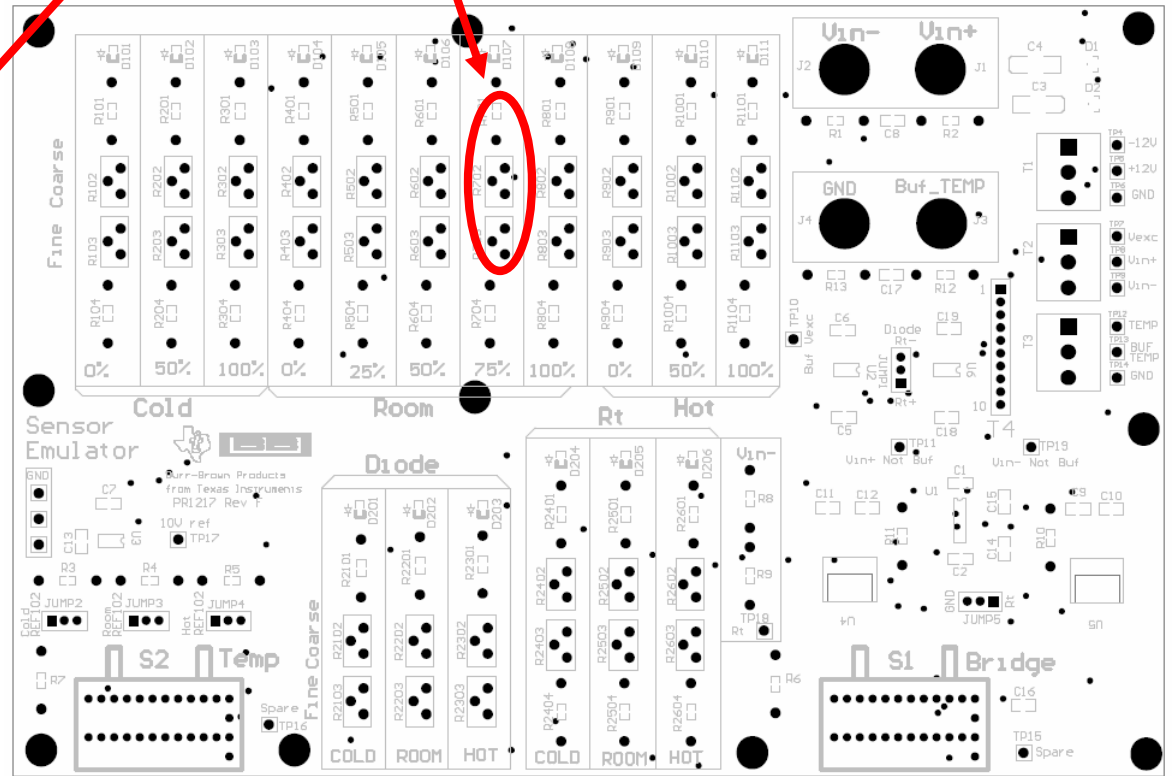 D101 D102 D103 D104 D105 D106 D107 D108 D109 D110 D111
R101 R201 R301 R401 R501 R601 R801 R901 R1001 R1101
Coarse
R102 R202 R302 R402 R502 R602 R702 R802 R902 R1002 R1102
Fine
R103 R203 R303 R403 R503 R603 R803 R903 R1003 R1103
R104 R204 R304 R404 R504 R604 R704 R804 R904 R1004 R1104
0% 50% 100% 0% 25% 50% 75% 100% 0% 50% 100%
Cold Room Hot
Vin- Vin+
J2 J1
C4 D1
C3 D2
R1 C8 R2
GND Buf_TEMP
J4 J3
R13 C17 R12
T1
TP4 -12V
TP5 +12V
TP6 GND
T2
TP7 Vexc
TP8 Vin+
TP9 Vin-
T3
TP12 TEMP
TP13 BUF TEMP
TP14 GND
TP10
Buf Vexc
C6 C19
Diode
Rt-
JUMP1
U2 U6
Rt+
C5 C18
1
10
T4
TP11
Vin+ Not Buf
TP19
Vin- Not Buf
Sensor
Emulator
GND
Burr-Brown Products
from Texas Instruments
PR1217 Rev
C7
10V ref
TP17
C13 U3
R3 R4 R5
Cold REF102 JUMP2
Room REF102 JUMP3
Hot REF102 JUMP4
S2 Temp
R7
Spare
TP16
Diode
D201 D202 D203
R2101 R2201 R2301
Coarse
R2102 R2202 R2302
Fine
R2103 R2203 R2303
COLD ROOM HOT
Rt
D204 D205 D206
R2401 R2501 R2601
R2402 R2502 R2602
R2403 R2503 R2603
R2404 R2504 R2604
COLD ROOM HOT
Vin-
R8
R9
TP18
Rt
R6
C11 C12 U1 C1 C15 C9 C10
R11 C14 R10
C2
U4 U5
GND Rt
JUMP5
S1 Bridge
C16
TP15
Spare